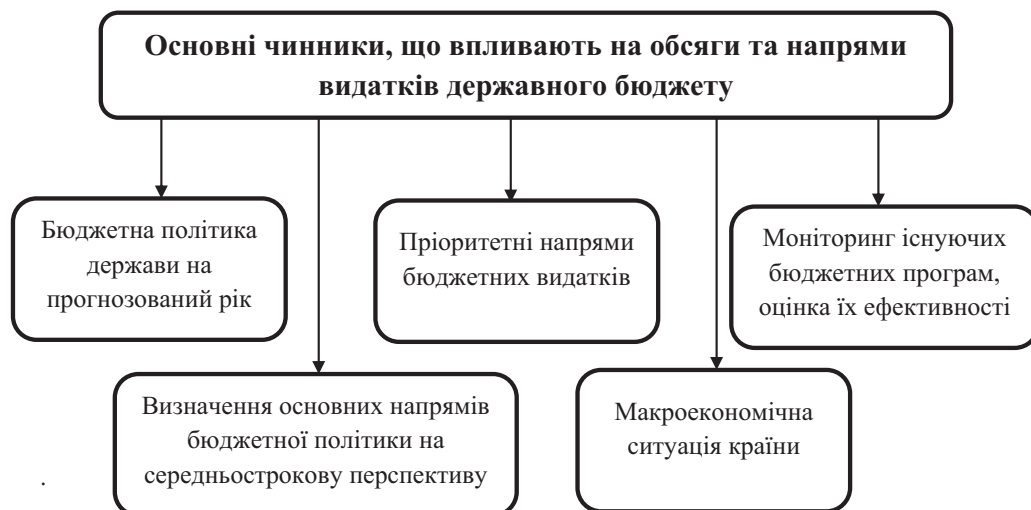 Основні чинники, що впливають на обсяги та напрями
видатків державного бюджету
Бюджетна політика
держави на
прогнозований рік
Пріоритетні напрями
бюджетних видатків
Моніторинг існуючих
бюджетних програм,
оцінка їх ефективності
Визначення основних напрямів
бюджетної політики на
середньострокову перспективу
Макроекономічна
ситуація країни
.